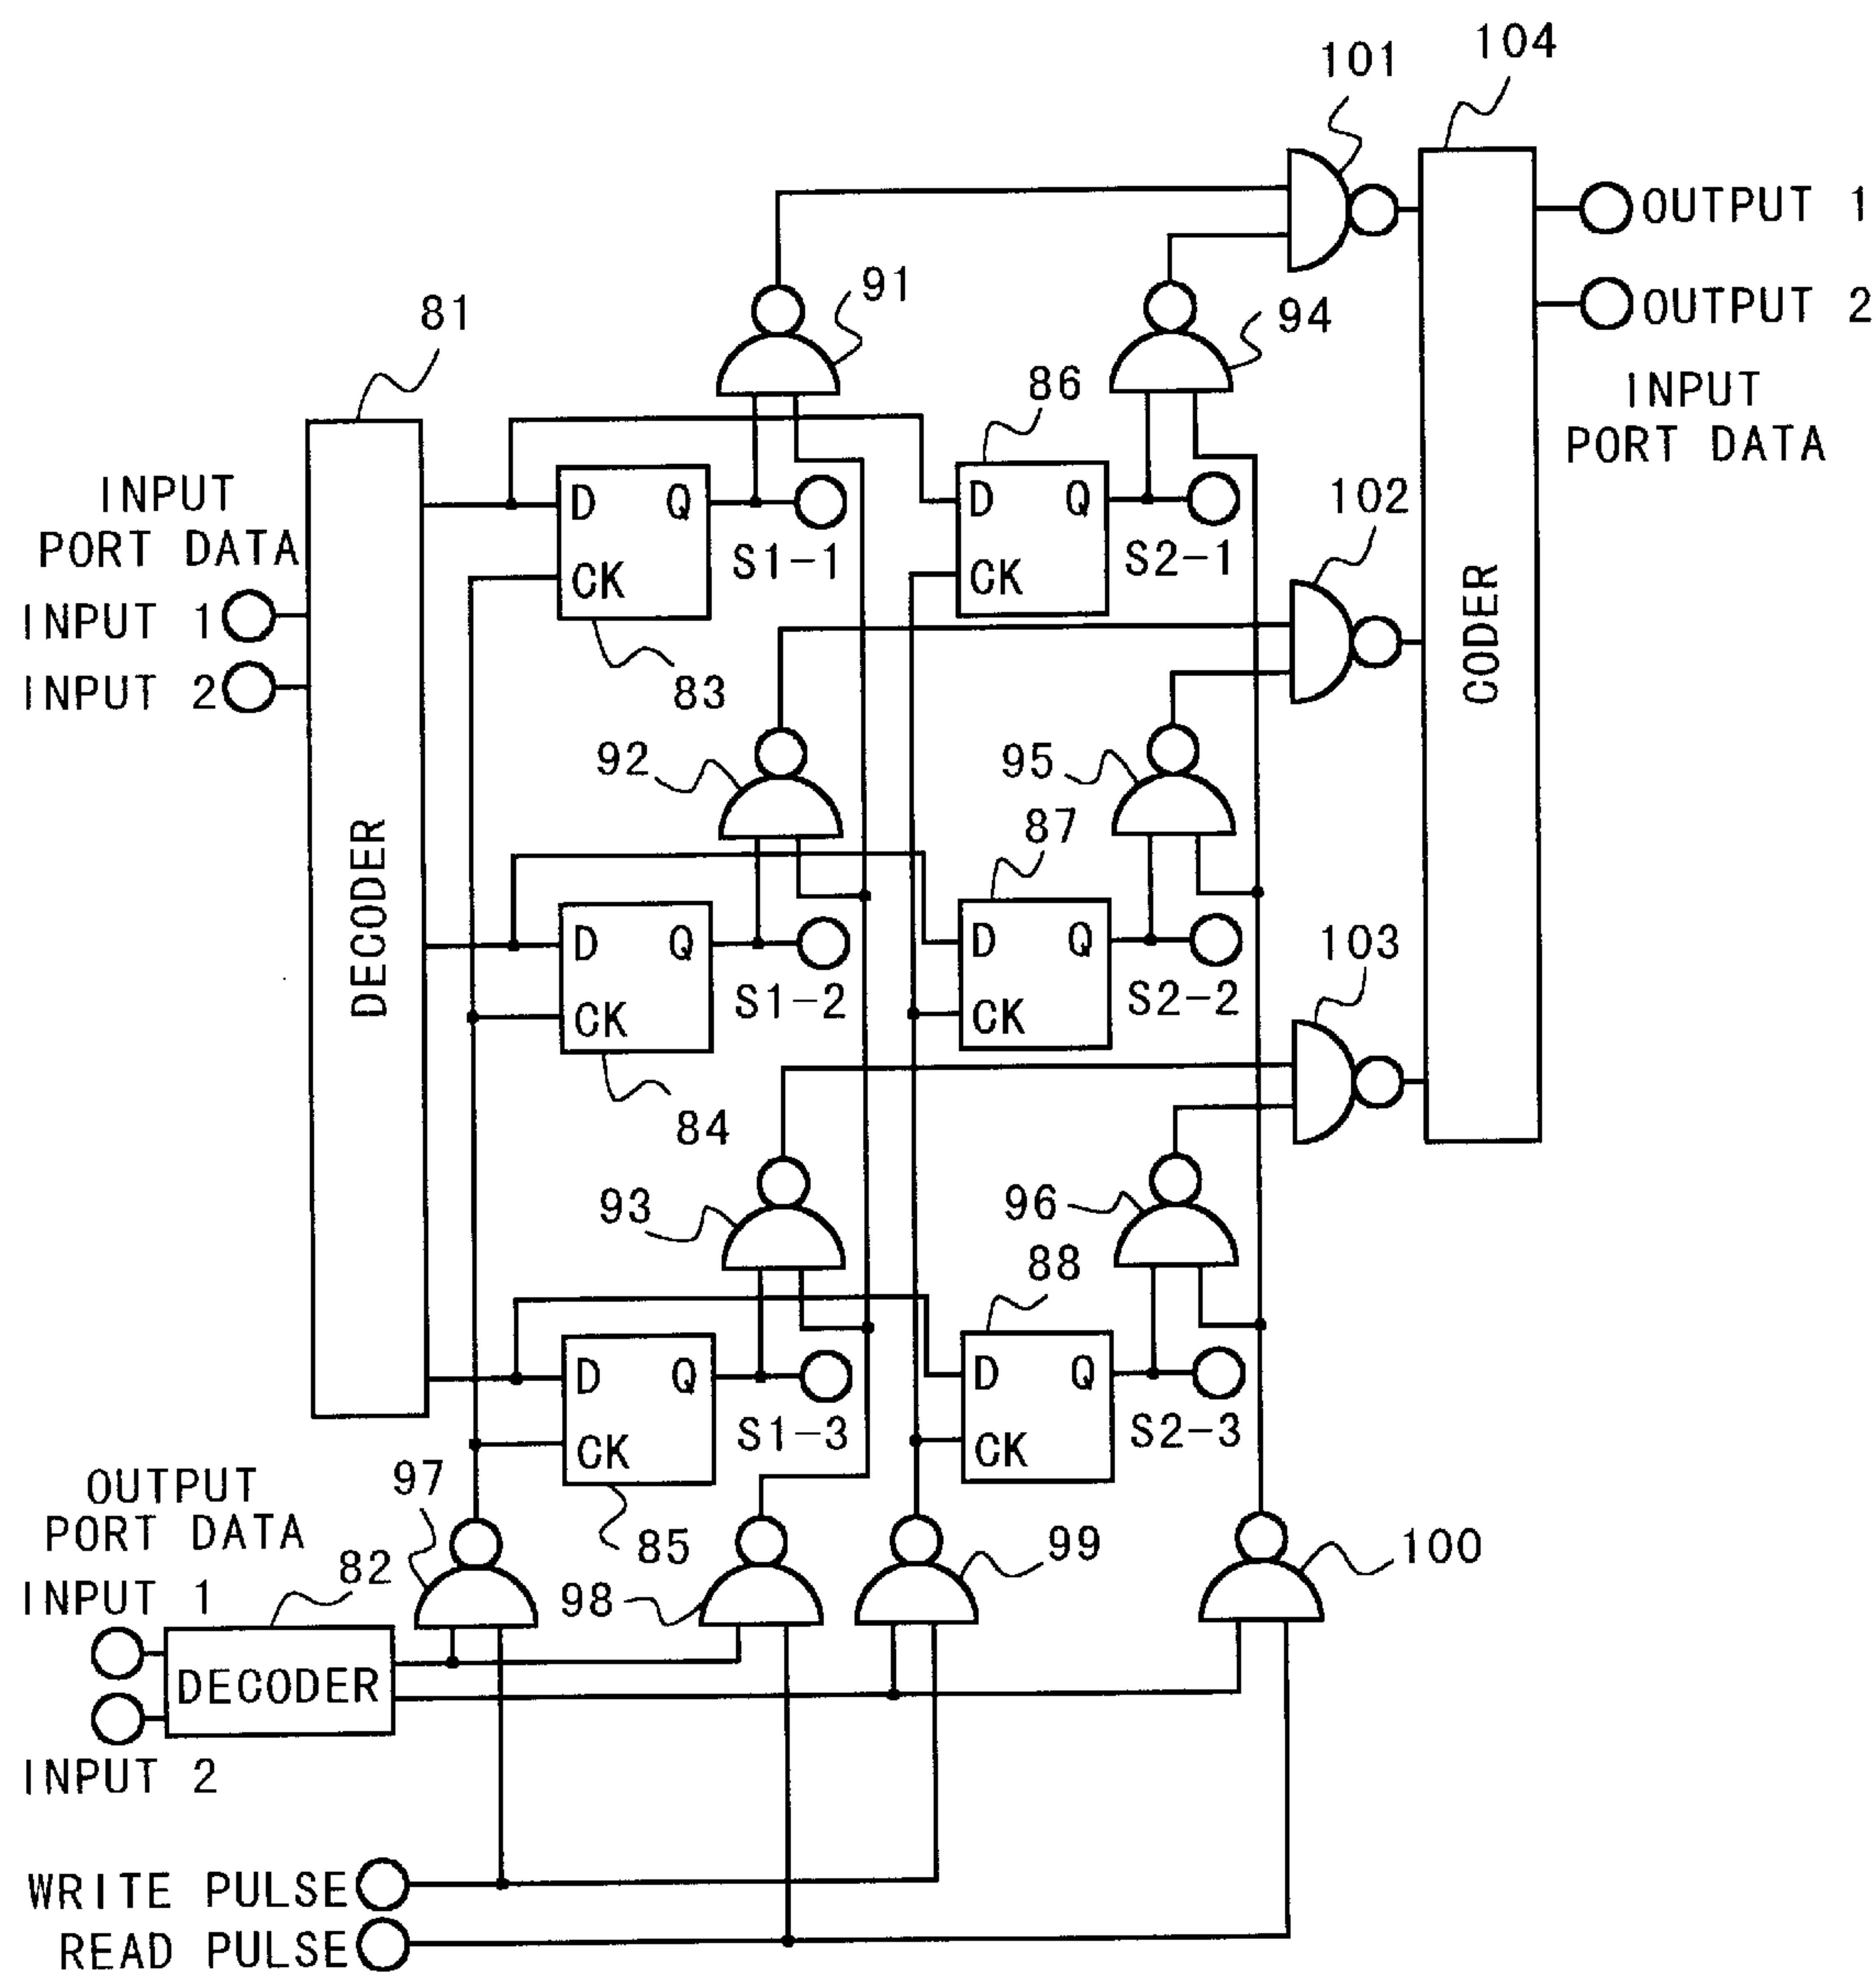 104
101
OUTPUT 1
91
94
OUTPUT 2
81
86
INPUT
PORT DATA
INPUT
PORT DATA
D Q
CK
S1-1
D Q
CK
S2-1
102
INPUT 1
INPUT 2
83
CODER
92
95
87
DECODER
D Q
CK
S1-2
D Q
CK
S2-2
103
84
93
96
88
D Q
CK
S1-3
D Q
CK
S2-3
OUTPUT
PORT DATA
97
85
99
100
INPUT 1
82
98
DECODER
INPUT 2
WRITE PULSE
READ PULSE